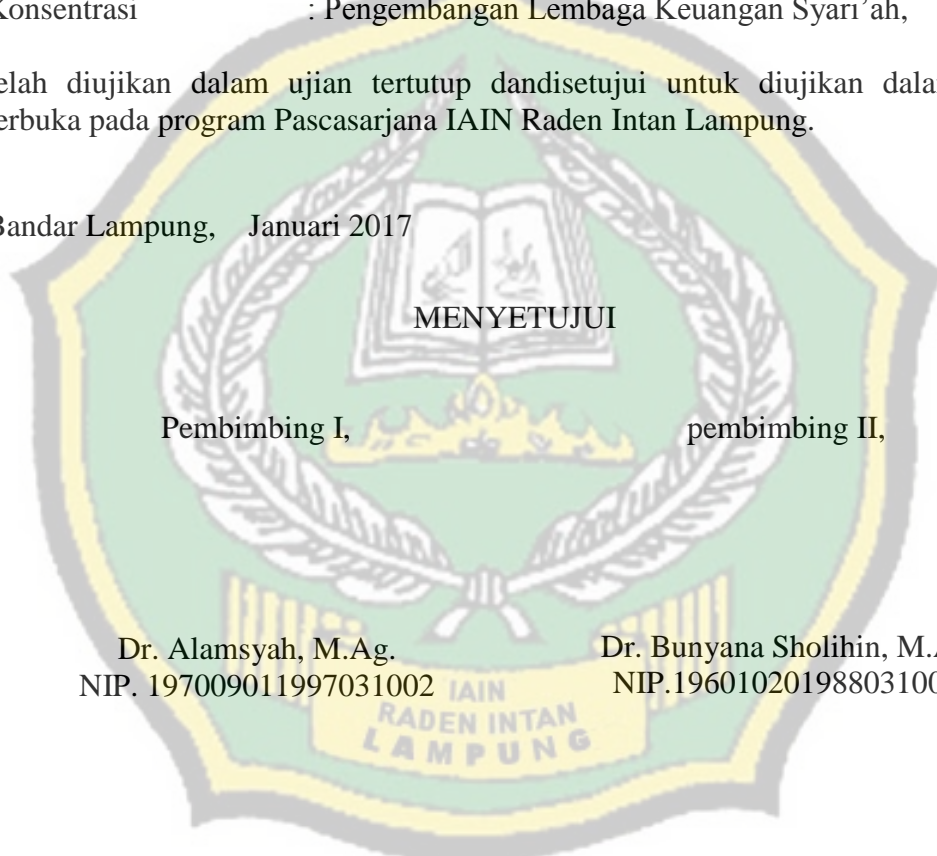 Konsentrasi : Pengembangan Lembaga Keuangan Syari’ah,
elah diujikan dalam ujian tertutup dandisetujui untuk diujikan dala
erbuka pada program Pascasarjana IAIN Raden Intan Lampung.
Bandar Lampung, Januari 2017
MENYETUJUI
Pembimbing I, pembimbing II,
Dr. Alamsyah, M.Ag. Dr. Bunyana Sholihin, M.A
NIP. 197009011997031002 NIP.19601020198803100
IAIN
RADEN INTAN
LAMPUNG